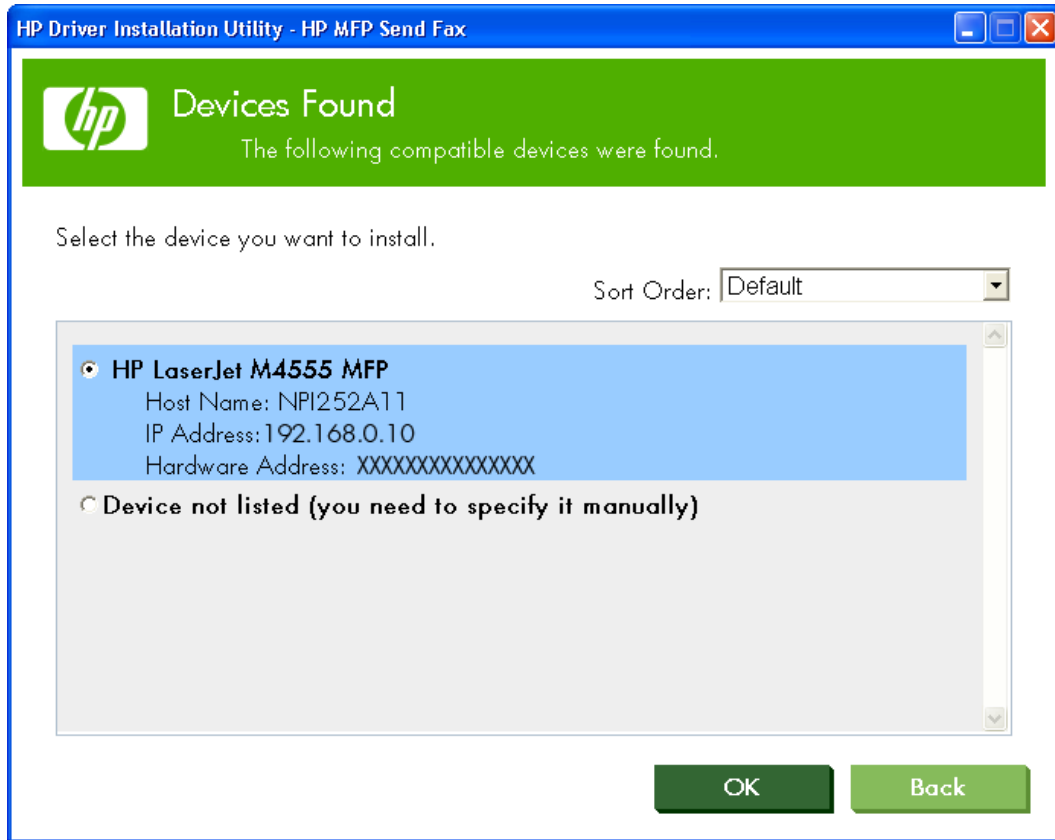 HP Driver Installation Utility - HP MFP Send Fax
hp
Devices Found
The following compatible devices were found.
Select the device you want to install.
Sort Order: Default
HP LaserJet M4555 MFP
Host Name: NPI252A11
IP Address: 192.168.0.10
Hardware Address: XXXXXXXXXXXXXXX
Device not listed (you need to specify it manually)
OK Back